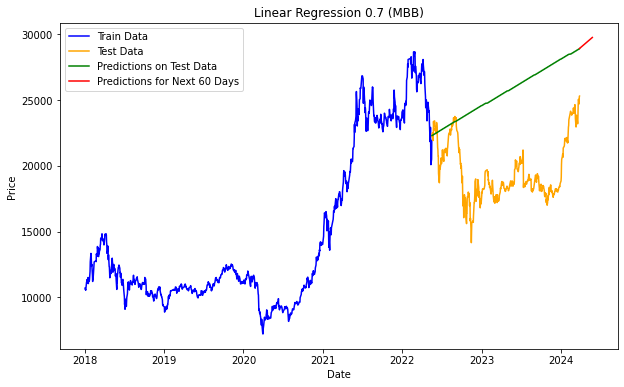 Linear Regression 0.7 (MBB)
Train Data
Test Data
Predictions on Test Data
Predictions for Next 60 Days
30000
25000
20000
15000
10000
Price
2018 2019 2020 2021 2022 2023 2024
Date